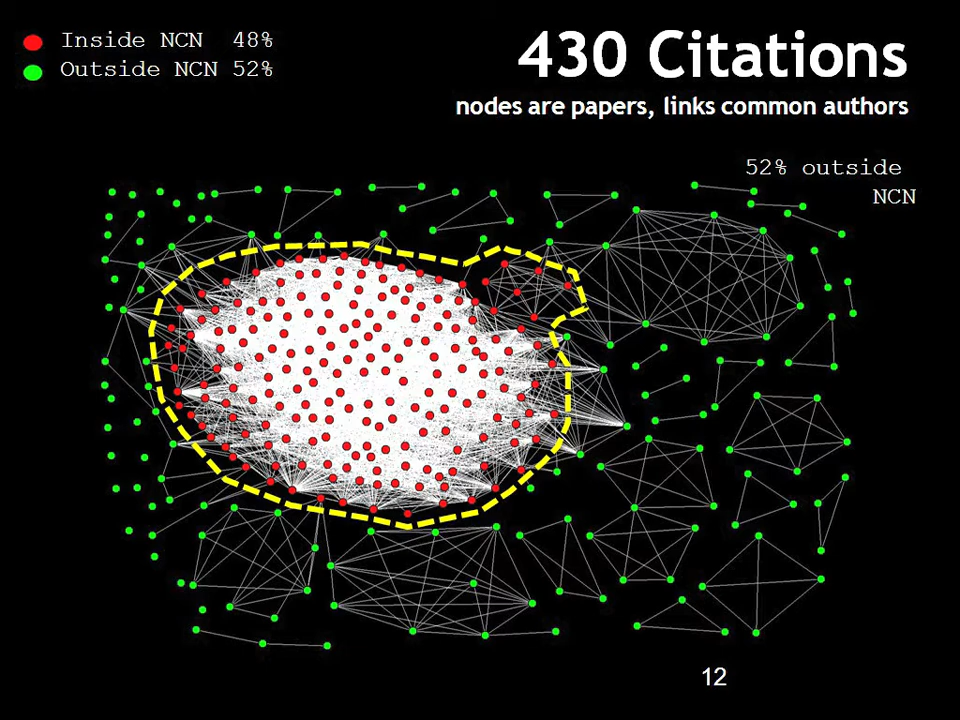 Inside NCN 48%
Outside NCN 52%
430 Citations
nodes are papers, links common authors
52% outside
NCN
12